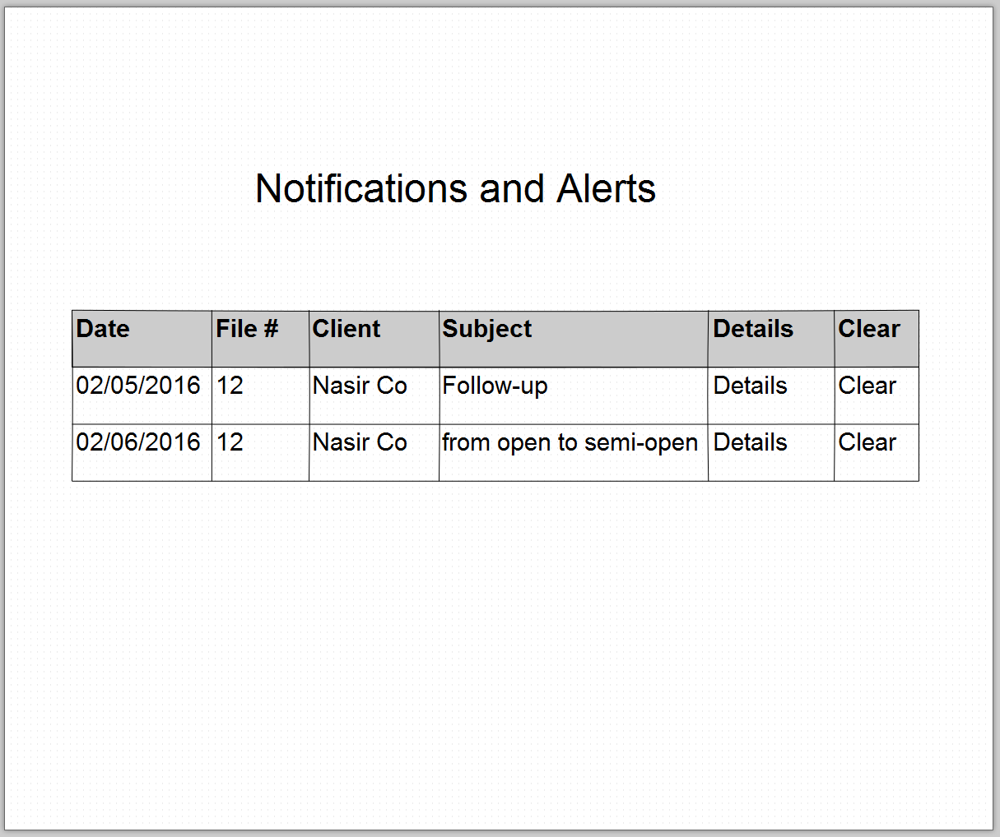 Notifications and Alerts
Date File # Client Subject Details Clear
02/05/2016 12 Nasir Co Follow-up Details Clear
02/06/2016 12 Nasir Co from open to semi-open Details Clear